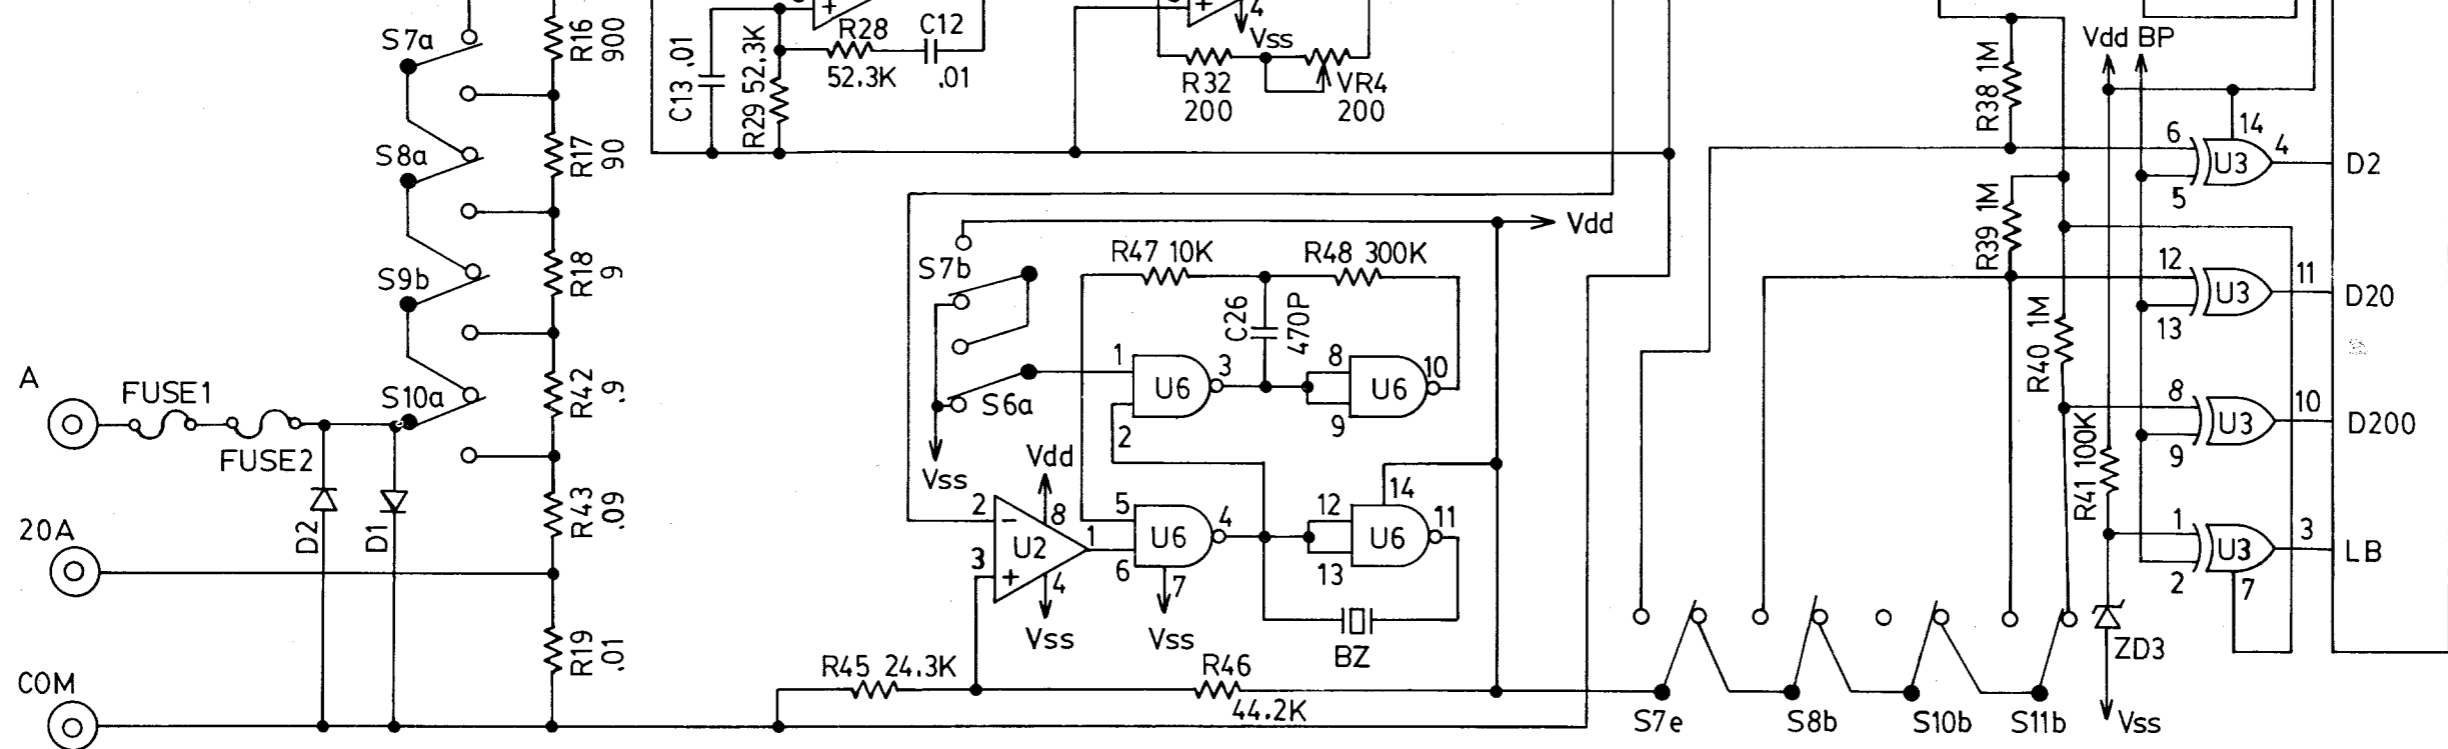 S7a
R16
900
S8a
R17
90
S9b
R18
9
S10a
R42
.9
R43
.09
R19
.01
A
FUSE1
FUSE2
20A
D2
D1
COM
C13 .01
R29 52.3K
+
R28
52.3K
C12
.01
+
4
Vss
R32
200
VR4
200
Vdd
S7b
R47 10K
R48 300K
C26
470P
1
U6
3
2
8
U6
10
9
S6a
Vss
Vdd
2
−
8
U2
1
3
+
4
Vss
5
U6
4
6
7
Vss
12
14
U6
11
13
BZ
R45 24.3K
R46
44.2K
R38 1M
R39 1M
R40 1M
R41 100K
Vdd BP
14
6
U3
4
D2
5
12
U3
11
D20
13
8
U3
10
D200
9
1
U3
3
LB
2
7
ZD3
Vss
S7e
S8b
S10b
S11b